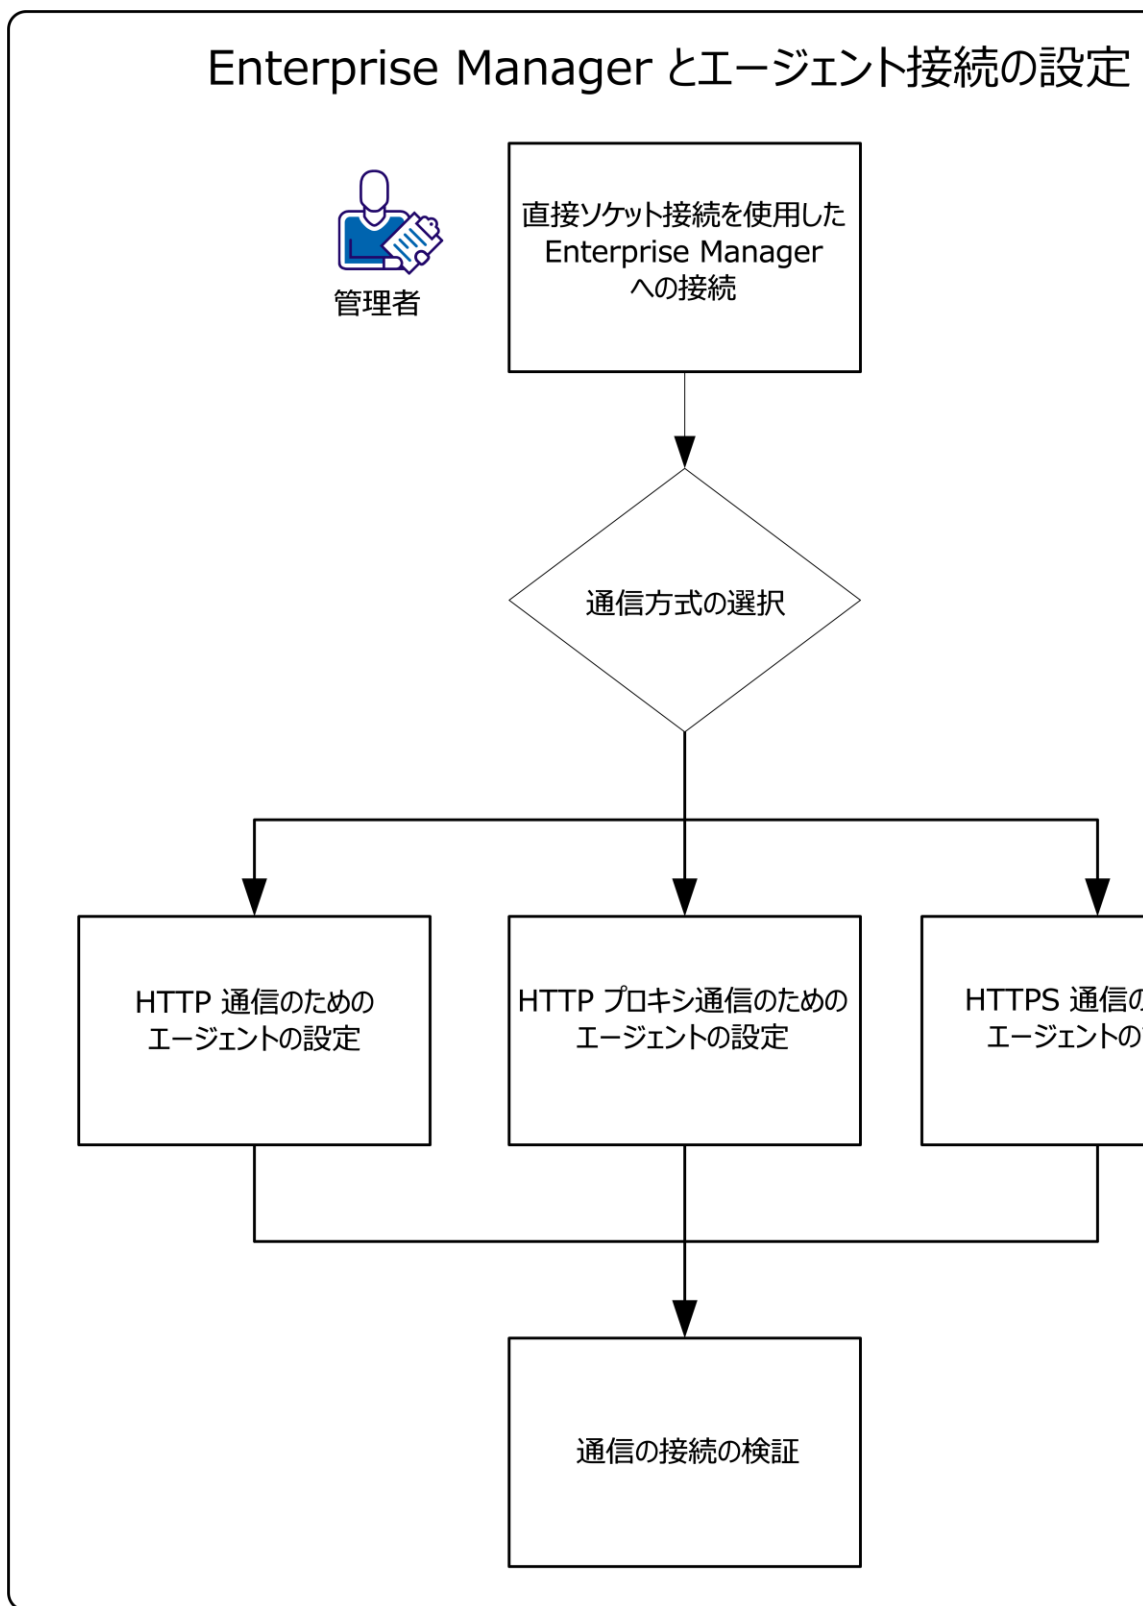 Enterprise Manager とエージェント接続の設定
管理者
直接ソケット接続を使用した
Enterprise Manager
への接続
通信方式の選択
HTTP 通信のための
エージェントの設定
HTTP プロキシ通信のための
エージェントの設定
HTTPS 通信の
エージェントの
通信の接続の検証